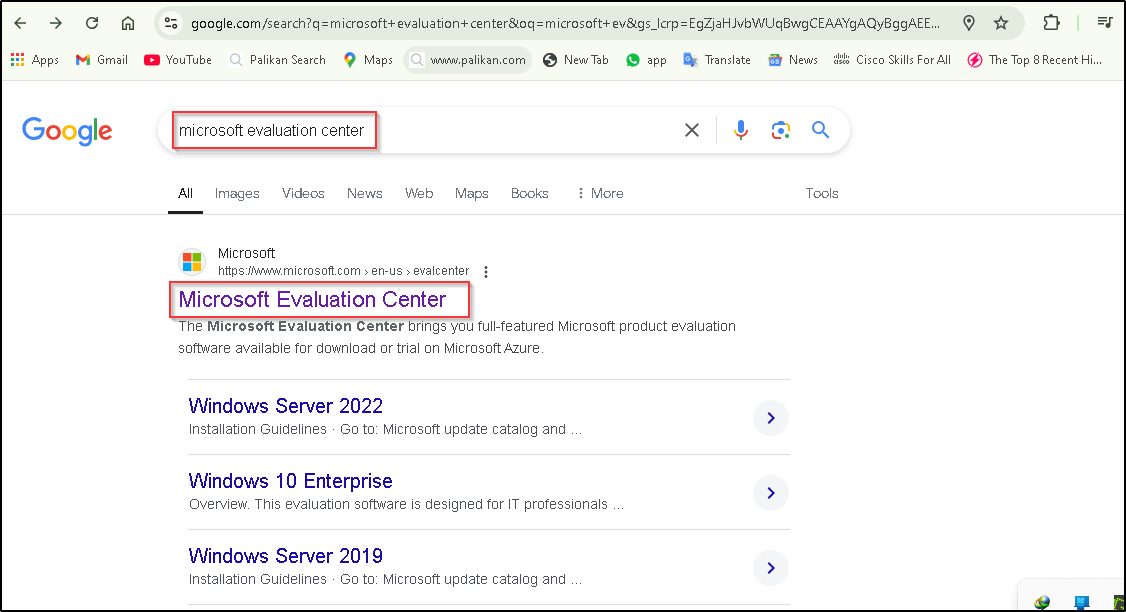 google.com/search?q=microsoft+evaluation+center&oq=microsoft+ev&gs_lcrp=EgZjaHJvbWUqBwgCEAAYgAQyBggAEE...
Apps Gmail YouTube Palikan Search Maps www.palikan.com New Tab app Translate News Cisco Skills For All The Top 8 Recent Hi...
Google
microsoft evaluation center
All Images Videos News Web Maps Books More Tools
Microsoft
https://www.microsoft.com › en-us › evalcenter
Microsoft Evaluation Center
The Microsoft Evaluation Center brings you full-featured Microsoft product evaluation
software available for download or trial on Microsoft Azure.
Windows Server 2022
Installation Guidelines · Go to: Microsoft update catalog and ...
Windows 10 Enterprise
Overview. This evaluation software is designed for IT professionals ...
Windows Server 2019
Installation Guidelines · Go to: Microsoft update catalog and ...